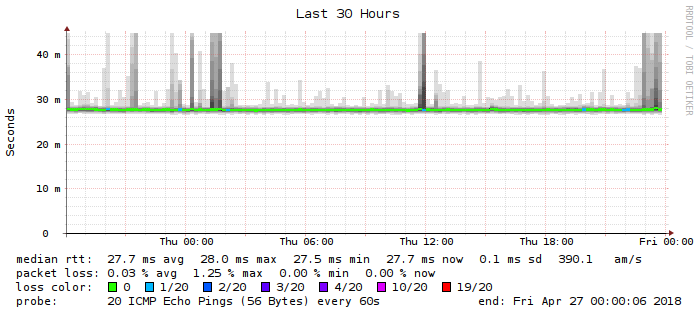 Last 30 Hours
RRDTOOL / TOBI OETIKER
Seconds
40 m
30 m
20 m
10 m
0
Thu 00:00 Thu 06:00 Thu 12:00 Thu 18:00 Fri 00:00
median rtt: 27.7 ms avg 28.0 ms max 27.5 ms min 27.7 ms now 0.1 ms sd 390.1 am/s
packet loss: 0.03 % avg 1.25 % max 0.00 % min 0.00 % now
loss color: 0 1/20 2/20 3/20 4/20 10/20 19/20
probe: 20 ICMP Echo Pings (56 Bytes) every 60s end: Fri Apr 27 00:00:06 2018